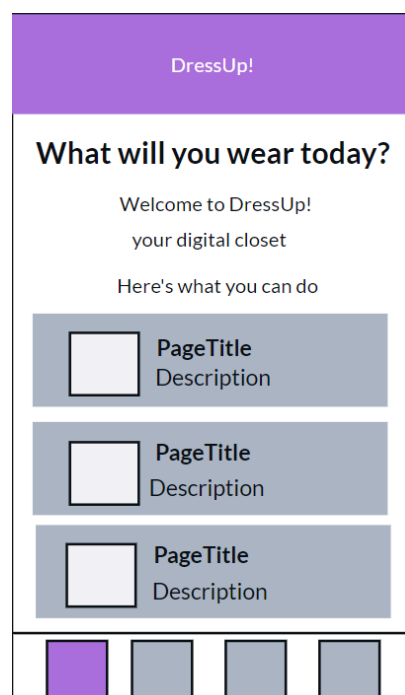 DressUp!
What will you wear today?
Welcome to DressUp!
your digital closet
Here's what you can do
PageTitle
Description
PageTitle
Description
PageTitle
Description